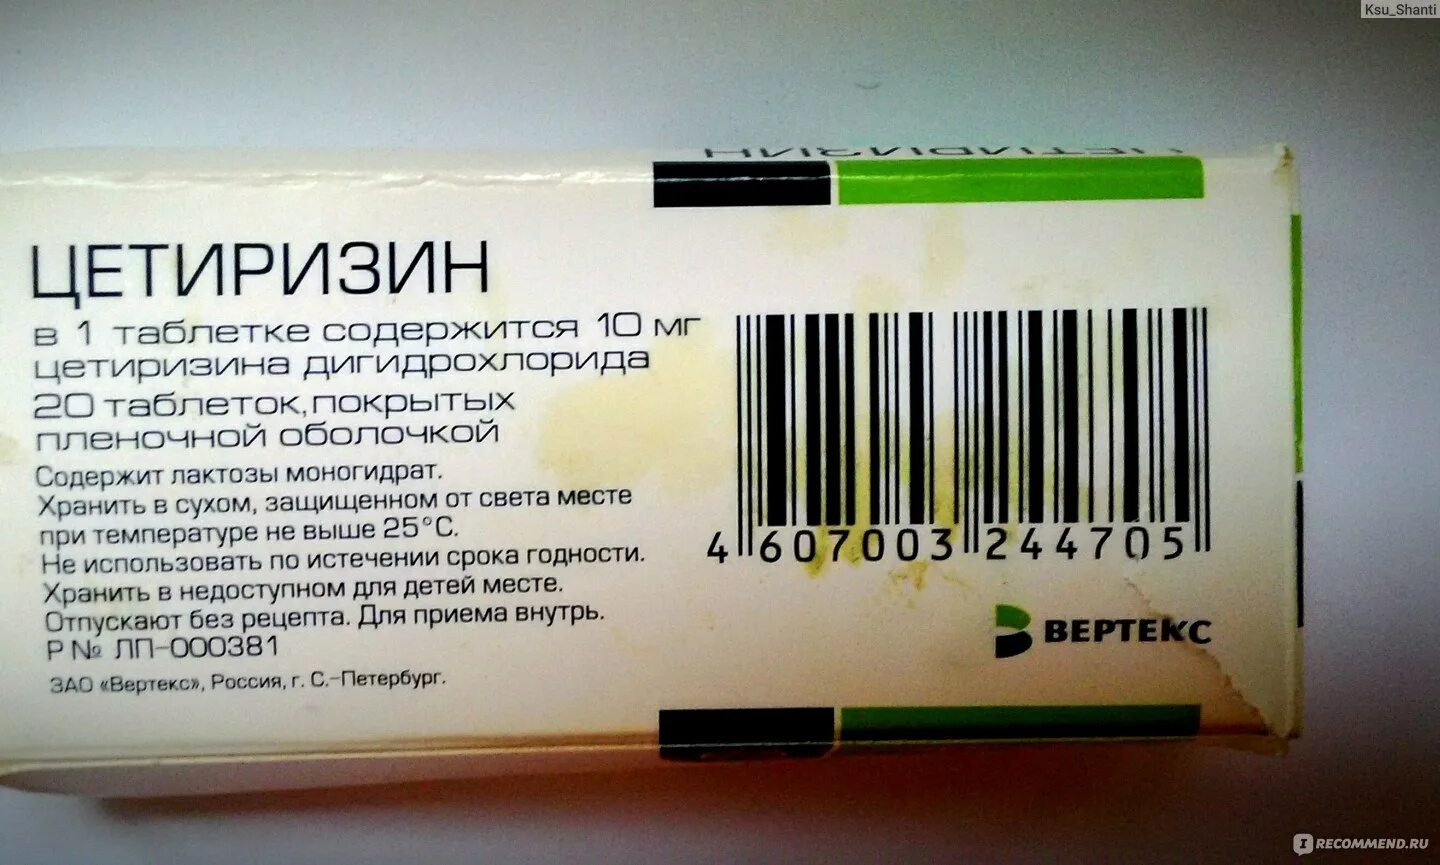 Ksu_Shanti
ЦЕТИРИЗИН
ЦЕТИРИЗИН
в 1 таблетке содержится 10 мг
цетиризина дигидрохлорида
20 таблеток, покрытых
пленочной оболочкой
Содержит лактозы моногидрат.
Хранить в сухом, защищенном от света месте
при температуре не выше 25°С.
Не использовать по истечении срока годности.
Хранить в недоступном для детей месте.
Отпускают без рецепта. Для приема внутрь.
Р № ЛП-000381
ЗАО «Вертекс», Россия, г. С.-Петербург.
4 607003 244705
ВЕРТЕКС
IRECOMMEND.RU